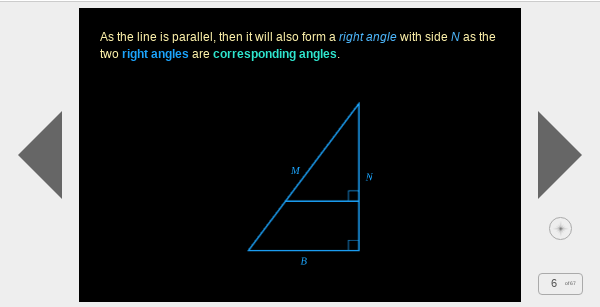 As the line is parallel, then it will also form a right angle with side N as the
two right angles are corresponding angles.
M
N
B
6 of 67